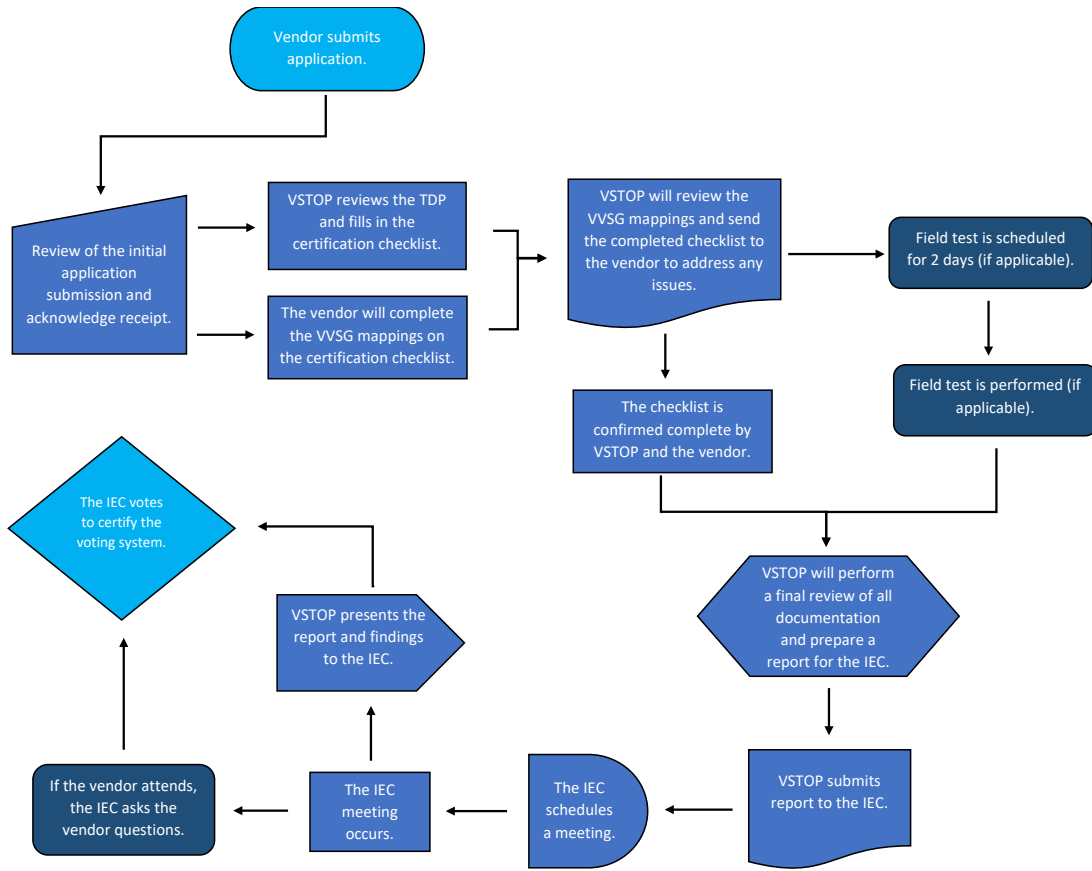 Vendor submits
application.
Review of the initial
application
submission and
acknowledge receipt.
VSTOP reviews the TDP
and fills in the
certification checklist.
The vendor will complete
the VVSG mappings on
the certification checklist.
VSTOP will review the
VVSG mappings and send
the completed checklist to
the vendor to address any
issues.
Field test is scheduled
for 2 days (if applicable).
The checklist is
confirmed complete by
VSTOP and the vendor.
Field test is performed (if
applicable).
VSTOP will perform
a final review of all
documentation
and prepare a
report for the IEC.
VSTOP submits
report to the IEC.
The IEC
schedules
a meeting.
The IEC
meeting
occurs.
VSTOP presents the
report and findings
to the IEC.
If the vendor attends,
the IEC asks the
vendor questions.
The IEC votes
to certify the
voting system.